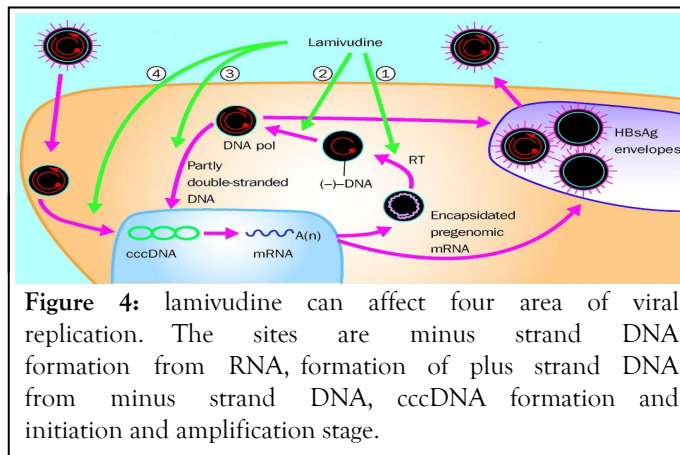 Lamivudine
④ ③ ② ①
HBsAg
envelopes
DNA pol
RT
(−)–DNA
Partly
double-stranded
DNA
Encapsidated
pregenomic
mRNA
A(n)
cccDNA
mRNA
Figure 4: lamivudine can affect four area of viral
replication. The sites are minus strand DNA
formation from RNA, formation of plus strand DNA
from minus strand DNA, cccDNA formation and
initiation and amplification stage.